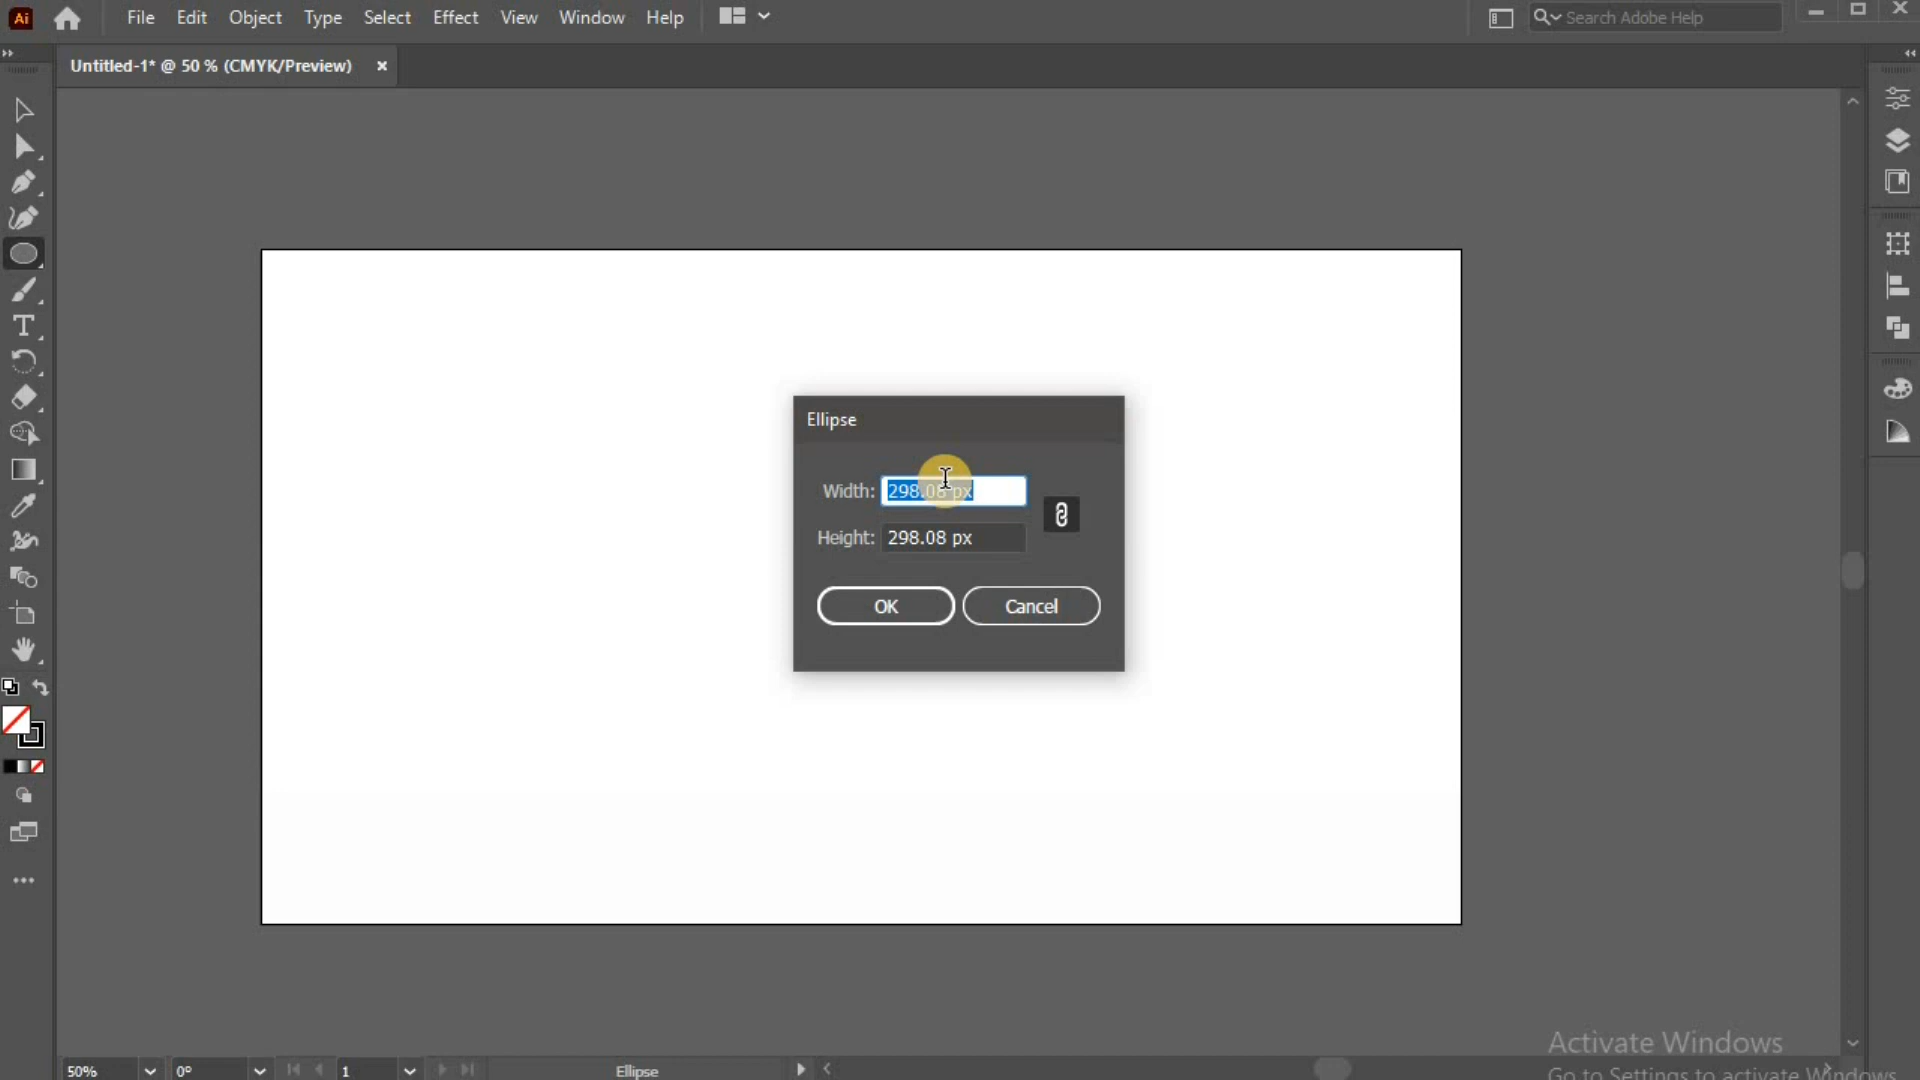 Ai File Edit Object Type Select Effect View Window Help Search Adobe Help
Untitled-1* @ 50 % (CMYK/Preview) ×
Ellipse
Width: 298.08 px
Height: 298.08 px
OK Cancel
Activate Windows
Go to Settings to activate Windows
50% 0° 1 Ellipse